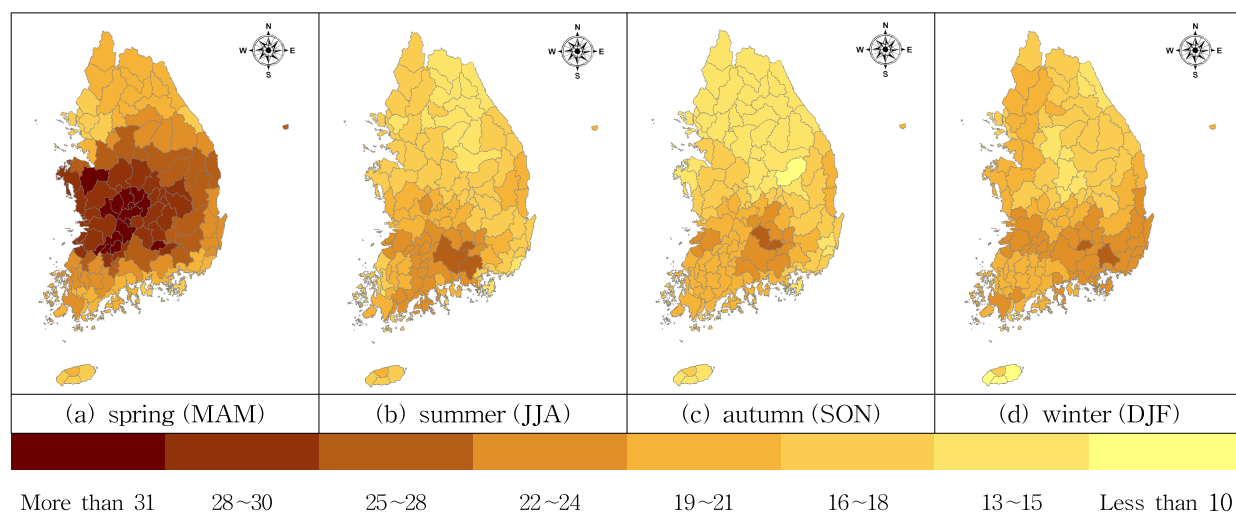 N
W E
S
N
W E
S
N
W E
S
N
W E
S
(a) spring (MAM)
(b) summer (JJA)
(c) autumn (SON)
(d) winter (DJF)
More than 31
28~30
25~28
22~24
19~21
16~18
13~15
Less than 10